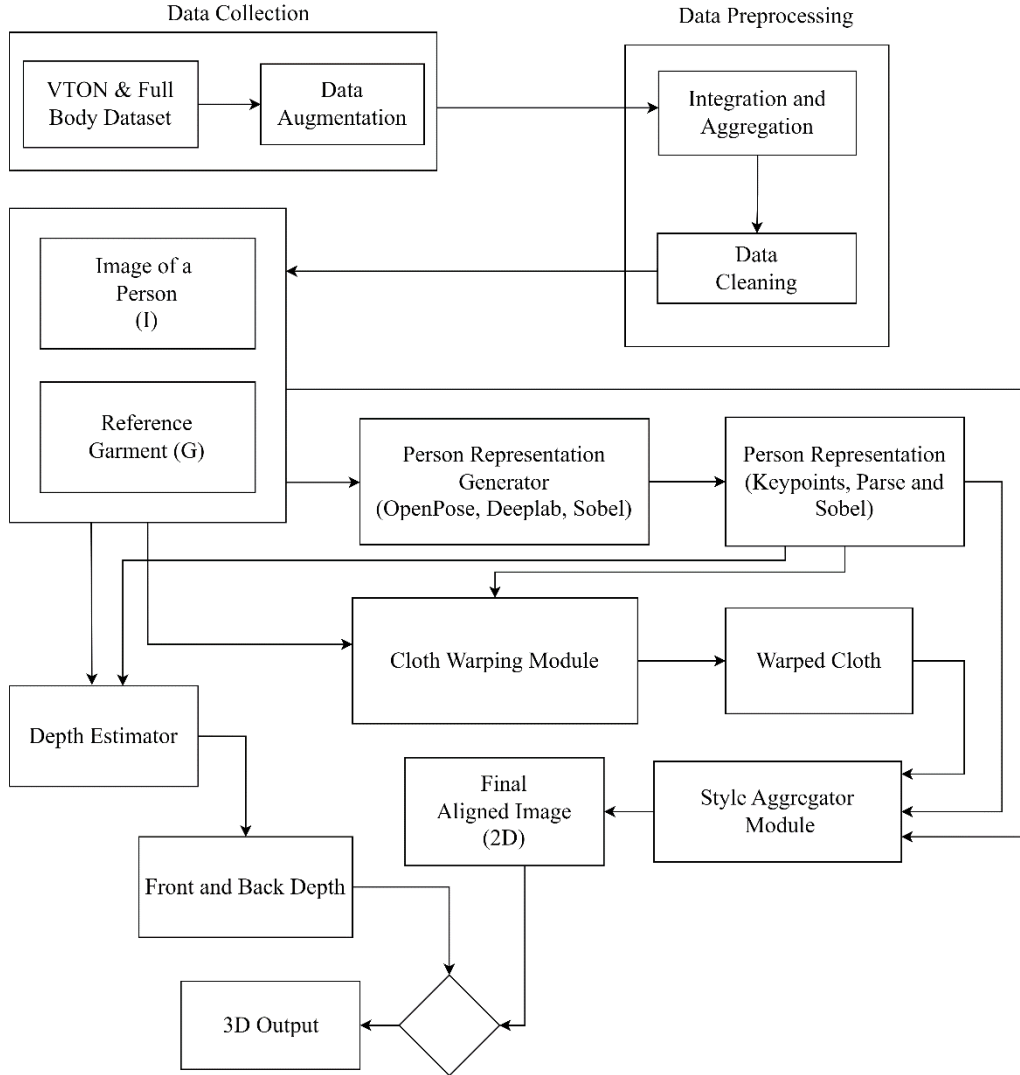 Data Collection
Data Preprocessing
VTON & Full
Body Dataset
Data
Augmentation
Integration and
Aggregation
Data
Cleaning
Image of a
Person
(I)
Reference
Garment (G)
Person Representation
Generator
(OpenPose, Deeplab, Sobel)
Person Representation
(Keypoints, Parse and
Sobel)
Cloth Warping Module
Warped Cloth
Depth Estimator
Final
Aligned Image
(2D)
Style Aggregator
Module
Front and Back Depth
3D Output